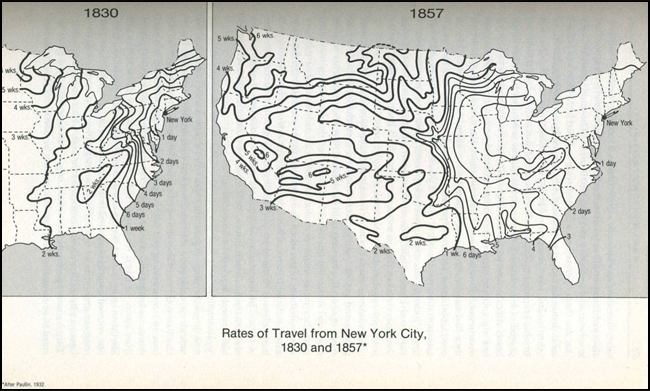 1830
6 wks.
5 wks.
4 wks.
3 wks.
2 wks.
2 wks.
New York
1 day
2 days
3 days
4 days
5 days
6 days
1 week
1857
5 wks.
6 wks.
4 wks.
4 wks.
6
6
5 wks.
3 wks.
2 wks.
2 wks.
1 wk.
6 days
4
3
2 days
1 day
New York
Rates of Travel from New York City,
1830 and 1857*
*After Paullin, 1932